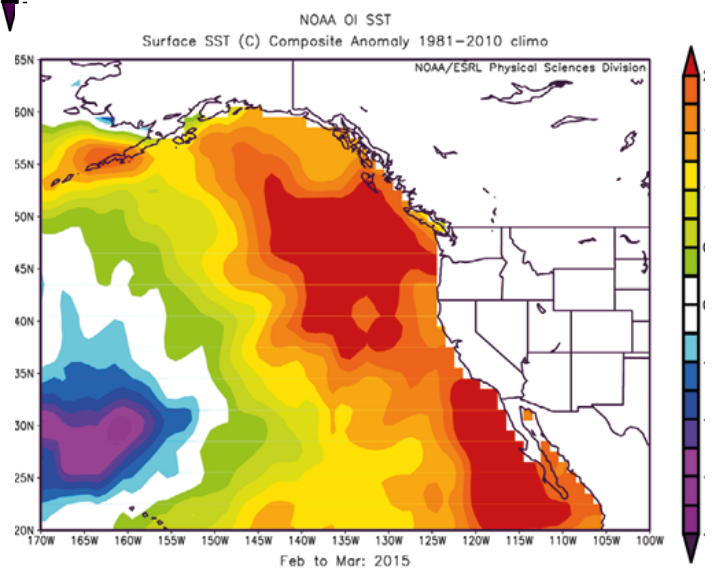 NOAA OI SST
Surface SST (C) Composite Anomaly 1981-2010 climo
NOAA/ESRL Physical Sciences Division
65N
60N
55N
50N
45N
40N
35N
30N
25N
20N
170W 165W 160W 155W 150W 145W 140W 135W 130W 125W 120W 115W 110W 105W 100W
Feb to Mar: 2015